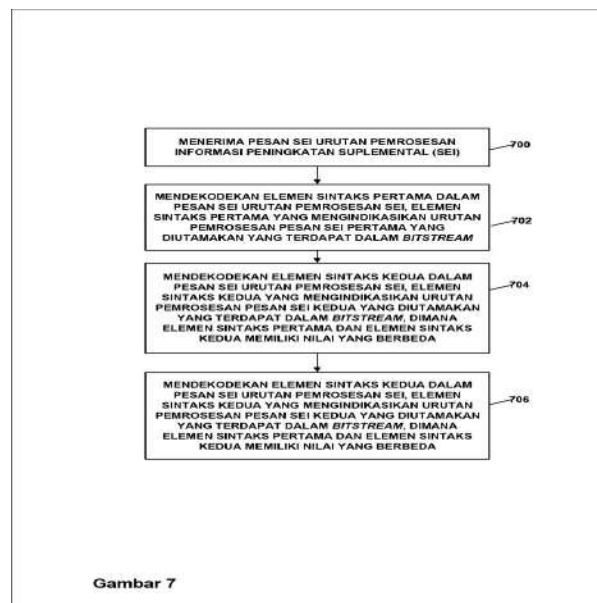 MENERIMA PESAN SEI URUTAN PEMROSESAN
INFORMASI PENINGKATAN SUPLEMENTAL (SEI)
700
MENDEKODEKAN ELEMEN SINTAKS PERTAMA DALAM
PESAN SEI URUTAN PEMROSESAN SEI, ELEMEN
SINTAKS PERTAMA YANG MENGINDIKASIKAN URUTAN
PEMROSESAN PESAN SEI PERTAMA YANG
DIUTAMAKAN YANG TERDAPAT DALAM BITSTREAM
702
MENDEKODEKAN ELEMEN SINTAKS KEDUA DALAM
PESAN SEI URUTAN PEMROSESAN SEI, ELEMEN
SINTAKS KEDUA YANG MENGINDIKASIKAN URUTAN
PEMROSESAN PESAN SEI KEDUA YANG DIUTAMAKAN
YANG TERDAPAT DALAM BITSTREAM, DIMANA
ELEMEN SINTAKS PERTAMA DAN ELEMEN SINTAKS
KEDUA MEMILIKI NILAI YANG BERBEDA
704
MENDEKODEKAN ELEMEN SINTAKS KEDUA DALAM
PESAN SEI URUTAN PEMROSESAN SEI, ELEMEN
SINTAKS KEDUA YANG MENGINDIKASIKAN URUTAN
PEMROSESAN PESAN SEI KEDUA YANG DIUTAMAKAN
YANG TERDAPAT DALAM BITSTREAM, DIMANA
ELEMEN SINTAKS PERTAMA DAN ELEMEN SINTAKS
KEDUA MEMILIKI NILAI YANG BERBEDA
706
Gambar 7